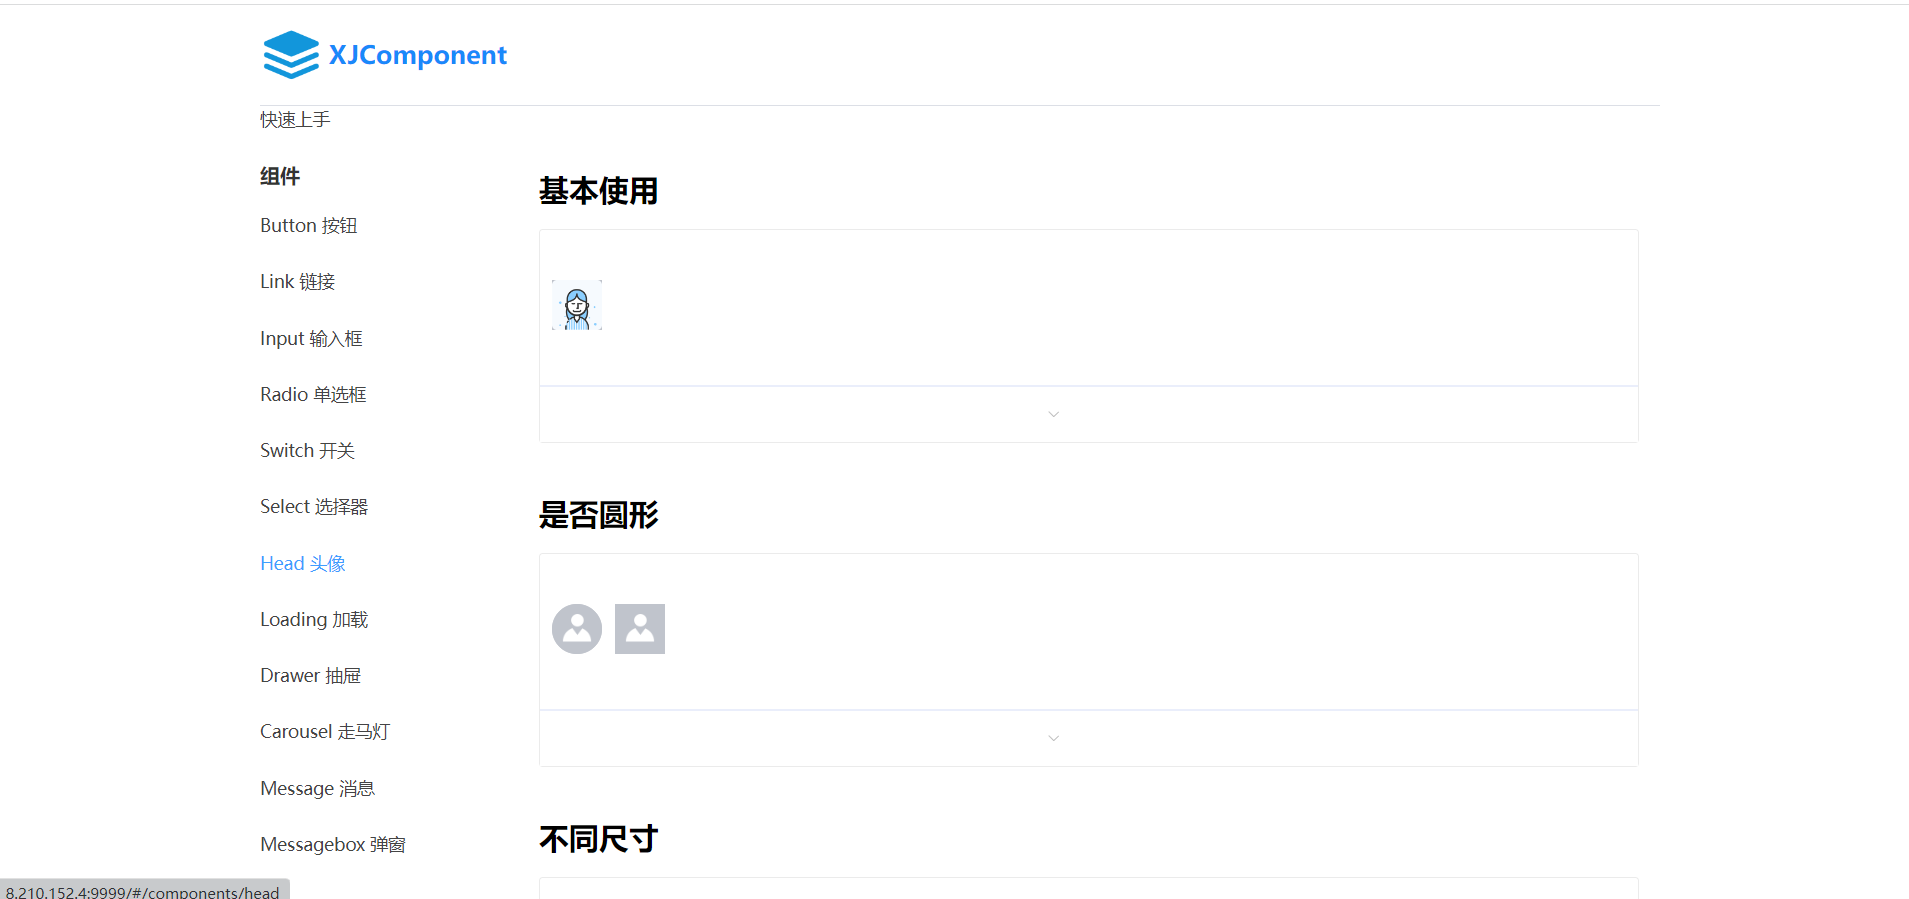 XJComponent
快速上手
组件
Button 按钮
Link 链接
Input 输入框
Radio 单选框
Switch 开关
Select 选择器
Head 头像
Loading 加载
Drawer 抽屉
Carousel 走马灯
Message 消息
Messagebox 弹窗
基本使用
是否圆形
不同尺寸
8.210.152.4:9999/#/components/head